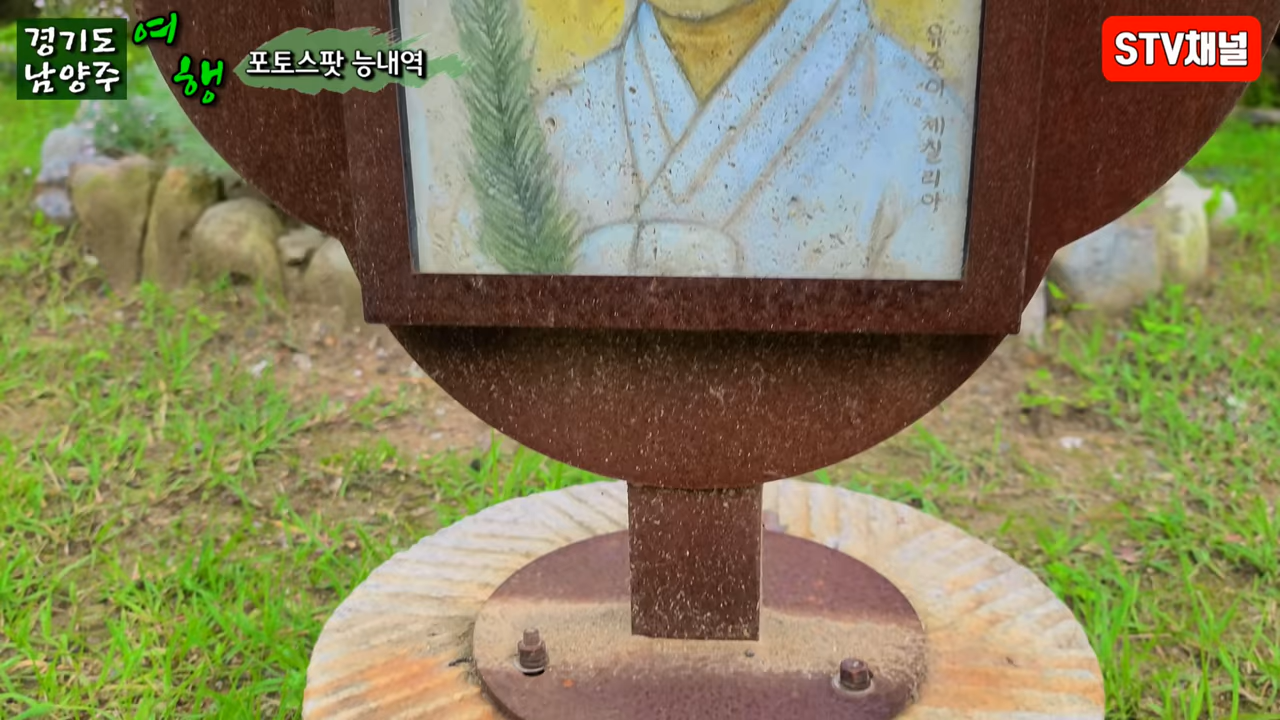 경기도
남양주
여행
포토스팟 능내역
STV채널
유조이 체칠리아